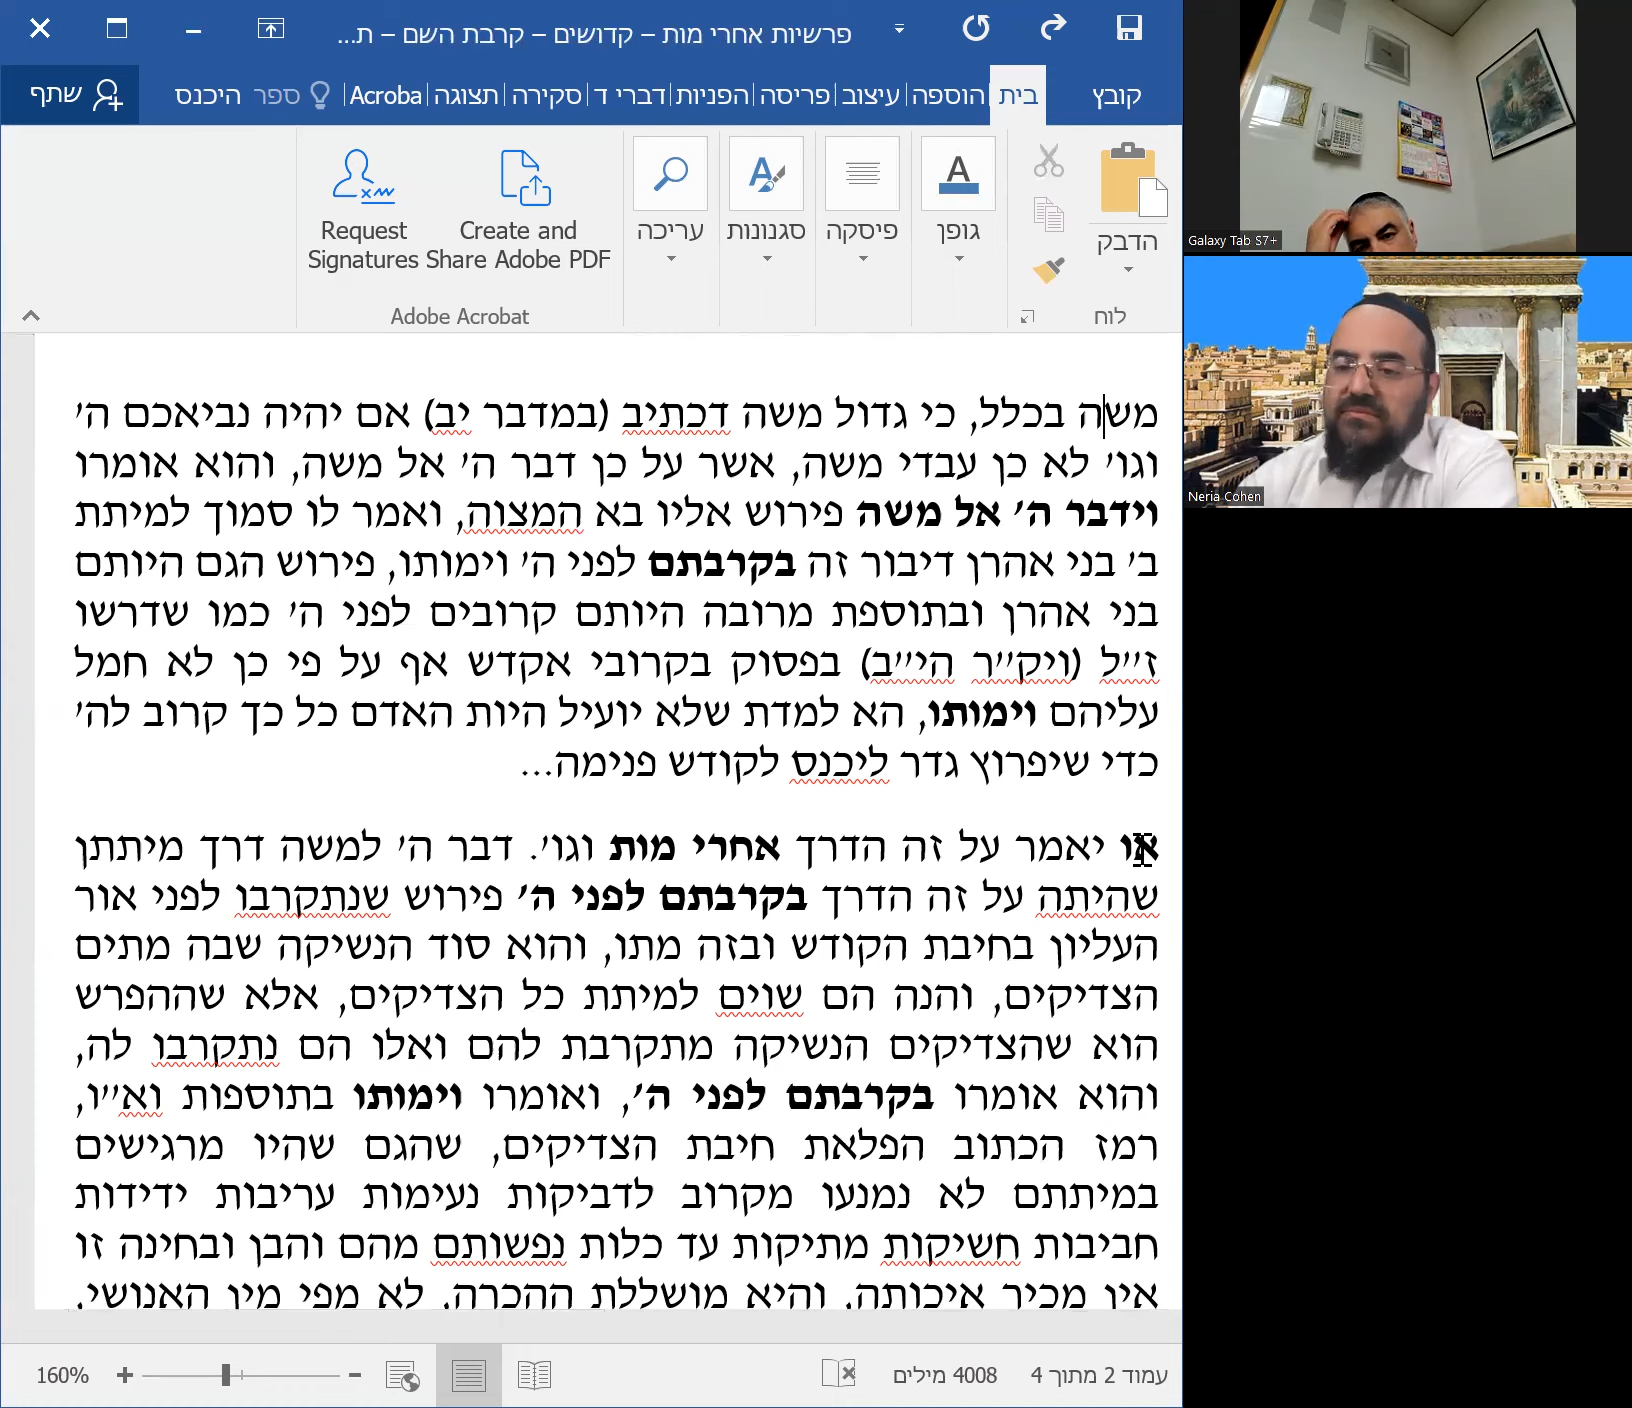 פרשיות אחרי מות – קדושים – קרבת השם – ת...
קובץ
בית
הוספה
עיצוב
פריסה
הפניות
דברי ד
סקירה
תצוגה
Acroba
ספר
היכנס
שתף
הדבק
לוח
גופן
פיסקה
סגנונות
עריכה
Create and
Share Adobe PDF
Request
Signatures
Adobe Acrobat
משה בכלל, כי גדול משה דכתיב (במדבר יב) אם יהיה נביאכם ה'
וגו' לא כן עבדי משה, אשר על כן דבר ה' אל משה, והוא אומרו
וידבר ה' אל משה פירוש אליו בא המצוה, ואמר לו סמוך למיתת
ב' בני אהרן דיבור זה בקרבתם לפני ה' וימותו, פירוש הגם היותם
בני אהרן ובתוספת מרובה היותם קרובים לפני ה' כמו שדרשו
ז"ל (ויק"ר הי"ב) בפסוק בקרובי אקדש אף על פי כן לא חמל
עליהם וימותו, הא למדת שלא יועיל היות האדם כל כך קרוב לה'
כדי שיפרוץ גדר ליכנס לקודש פנימה...
או יאמר על זה הדרך אחרי מות וגו'. דבר ה' למשה דרך מיתתן
שהיתה על זה הדרך בקרבתם לפני ה' פירוש שנתקרבו לפני אור
העליון בחיבת הקודש ובזה מתו, והוא סוד הנשיקה שבה מתים
הצדיקים, והנה הם שוים למיתת כל הצדיקים, אלא שההפרש
הוא שהצדיקים הנשיקה מתקרבת להם ואלו הם נתקרבו לה,
והוא אומרו בקרבתם לפני ה', ואומרו וימותו בתוספות וא"ו,
רמז הכתוב הפלאת חיבת הצדיקים, שהגם שהיו מרגישים
במיתתם לא נמנעו מקרוב לדביקות נעימות עריבות ידידות
חביבות חשיקות מתיקות עד כלות נפשותם מהם והבן ובחינה זו
אין מכיר איכותה, והיא מושללת ההכרה, לא מפי מין האנושי,
עמוד 2 מתוך 4
4008 מילים
160%
Galaxy Tab S7+
Neria Cohen